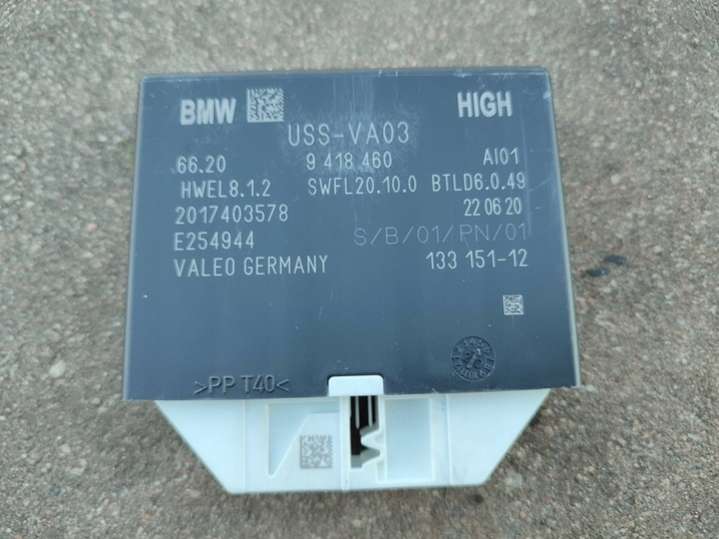 BMW HIGH
USS-VA03
66.20 9 418 460 AI01
HWEL8.1.2 SWFL20.10.0 BTLD6.0.49
2017403578 22 06 20
E254944 S/B/01/PN/01
VALEO GERMANY 133 151-12
>PP T40<